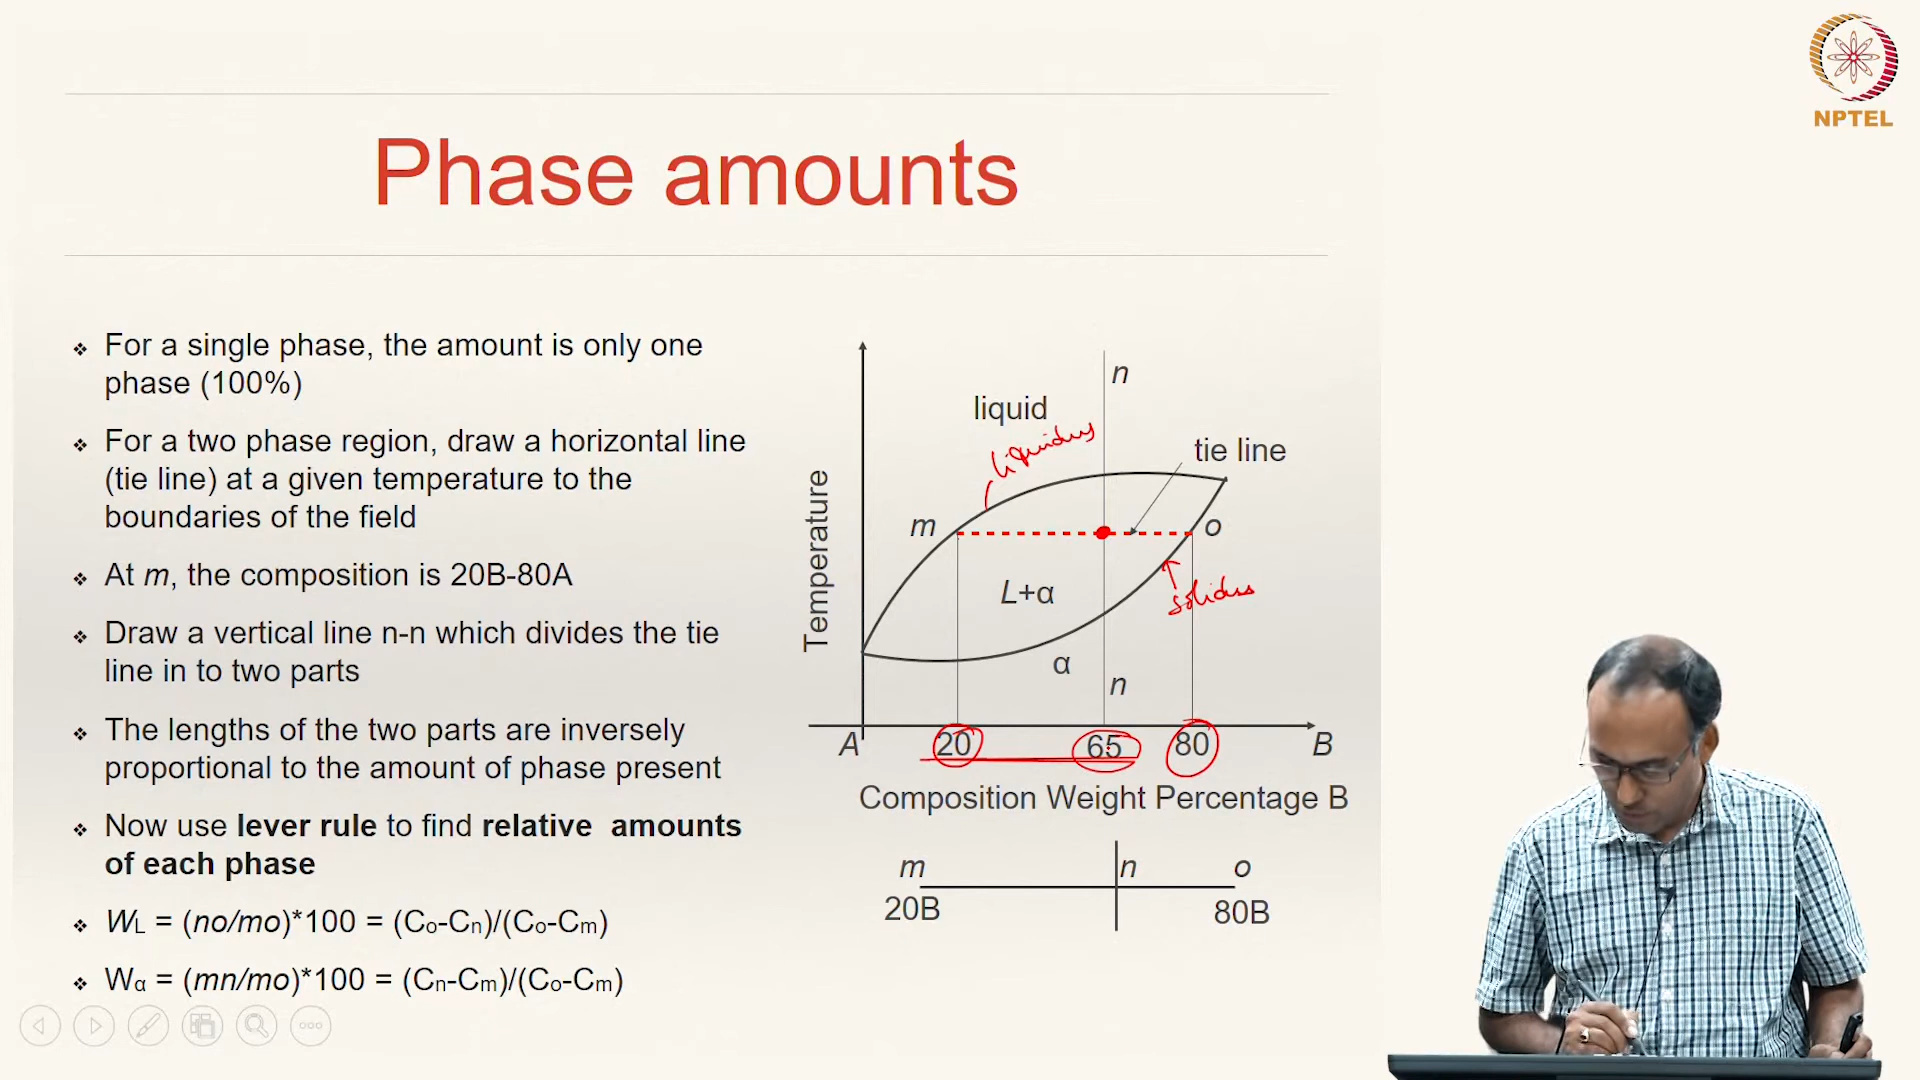 NPTEL
Phase amounts
❖ For a single phase, the amount is only one
phase (100%)
❖ For a two phase region, draw a horizontal line
(tie line) at a given temperature to the
boundaries of the field
❖ At m, the composition is 20B-80A
❖ Draw a vertical line n-n which divides the tie
line in to two parts
❖ The lengths of the two parts are inversely
proportional to the amount of phase present
❖ Now use lever rule to find relative amounts
of each phase
❖ WL = (no/mo)*100 = (Co-Cn)/(Co-Cm)
❖ Wα = (mn/mo)*100 = (Cn-Cm)/(Co-Cm)
n
liquid
liquidus
tie line
m
o
Temperature
L+α
solidus
α
n
A 20 65 80 B
Composition Weight Percentage B
m n o
20B 80B